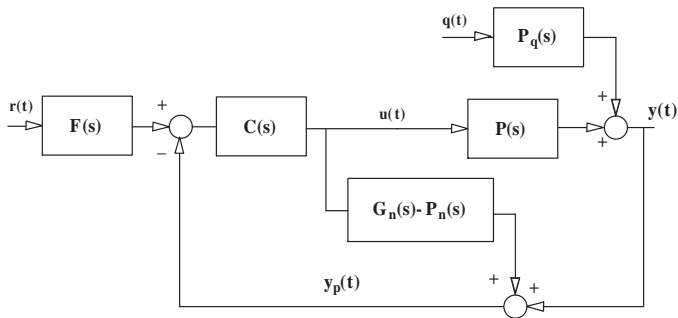 q(t)
P_q(s)
r(t)
F(s)
+
−
C(s)
u(t)
P(s)
+
+
y(t)
G_n(s)- P_n(s)
y_p(t)
+
+